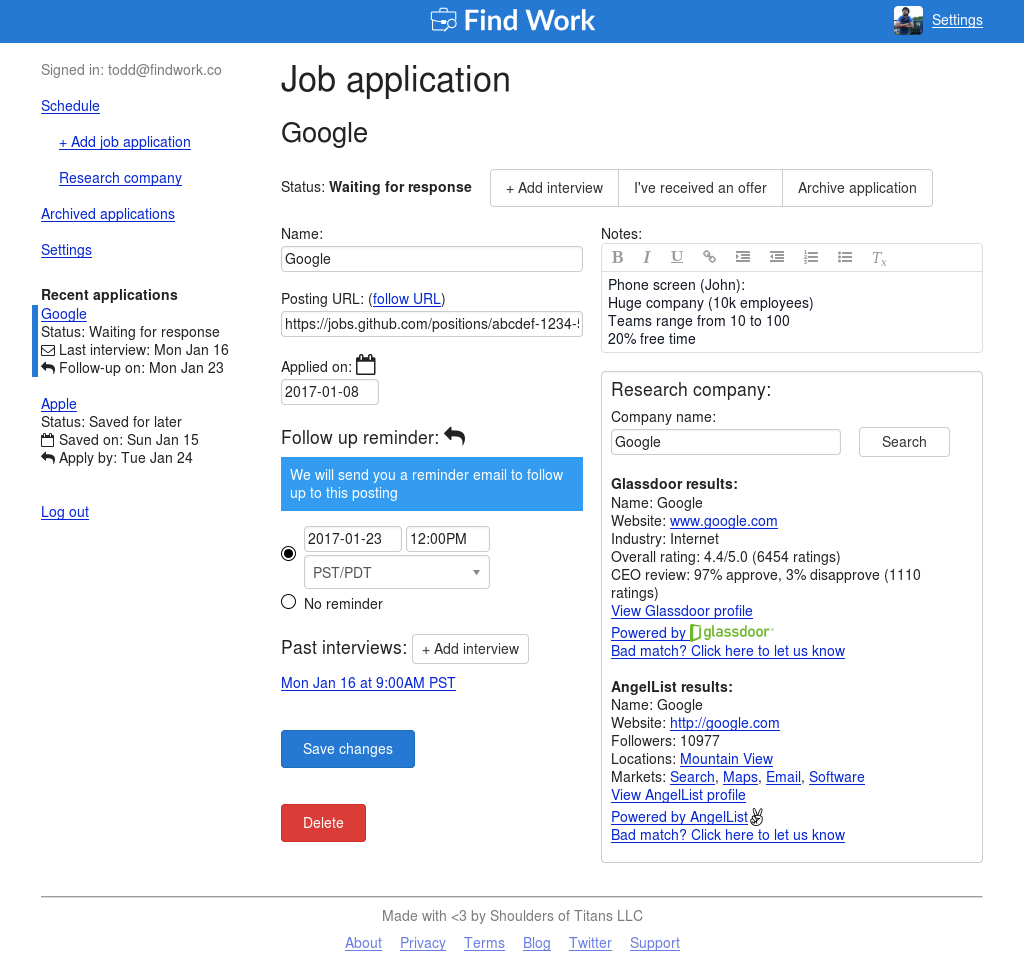 Find Work
Settings
Signed in: todd@findwork.co
Schedule
+ Add job application
Research company
Archived applications
Settings
Recent applications
Google
Status: Waiting for response
Last interview: Mon Jan 16
Follow-up on: Mon Jan 23
Apple
Status: Saved for later
Saved on: Sun Jan 15
Apply by: Tue Jan 24
Log out
Job application
Google
Status: Waiting for response
+ Add interview
I've received an offer
Archive application
Name:
Google
Posting URL: (follow URL)
https://jobs.github.com/positions/abcdef-1234-
Applied on:
2017-01-08
Follow up reminder:
We will send you a reminder email to follow
up to this posting
2017-01-23 12:00PM
PST/PDT
No reminder
Past interviews: + Add interview
Mon Jan 16 at 9:00AM PST
Save changes
Delete
Notes:
B I U Tx
Phone screen (John):
Huge company (10k employees)
Teams range from 10 to 100
20% free time
Research company:
Company name:
Google
Search
Glassdoor results:
Name: Google
Website: www.google.com
Industry: Internet
Overall rating: 4.4/5.0 (6454 ratings)
CEO review: 97% approve, 3% disapprove (1110
ratings)
View Glassdoor profile
Powered by glassdoor
Bad match? Click here to let us know
AngelList results:
Name: Google
Website: http://google.com
Followers: 10977
Locations: Mountain View
Markets: Search, Maps, Email, Software
View AngelList profile
Powered by AngelList
Bad match? Click here to let us know
Made with <3 by Shoulders of Titans LLC
About Privacy Terms Blog Twitter Support